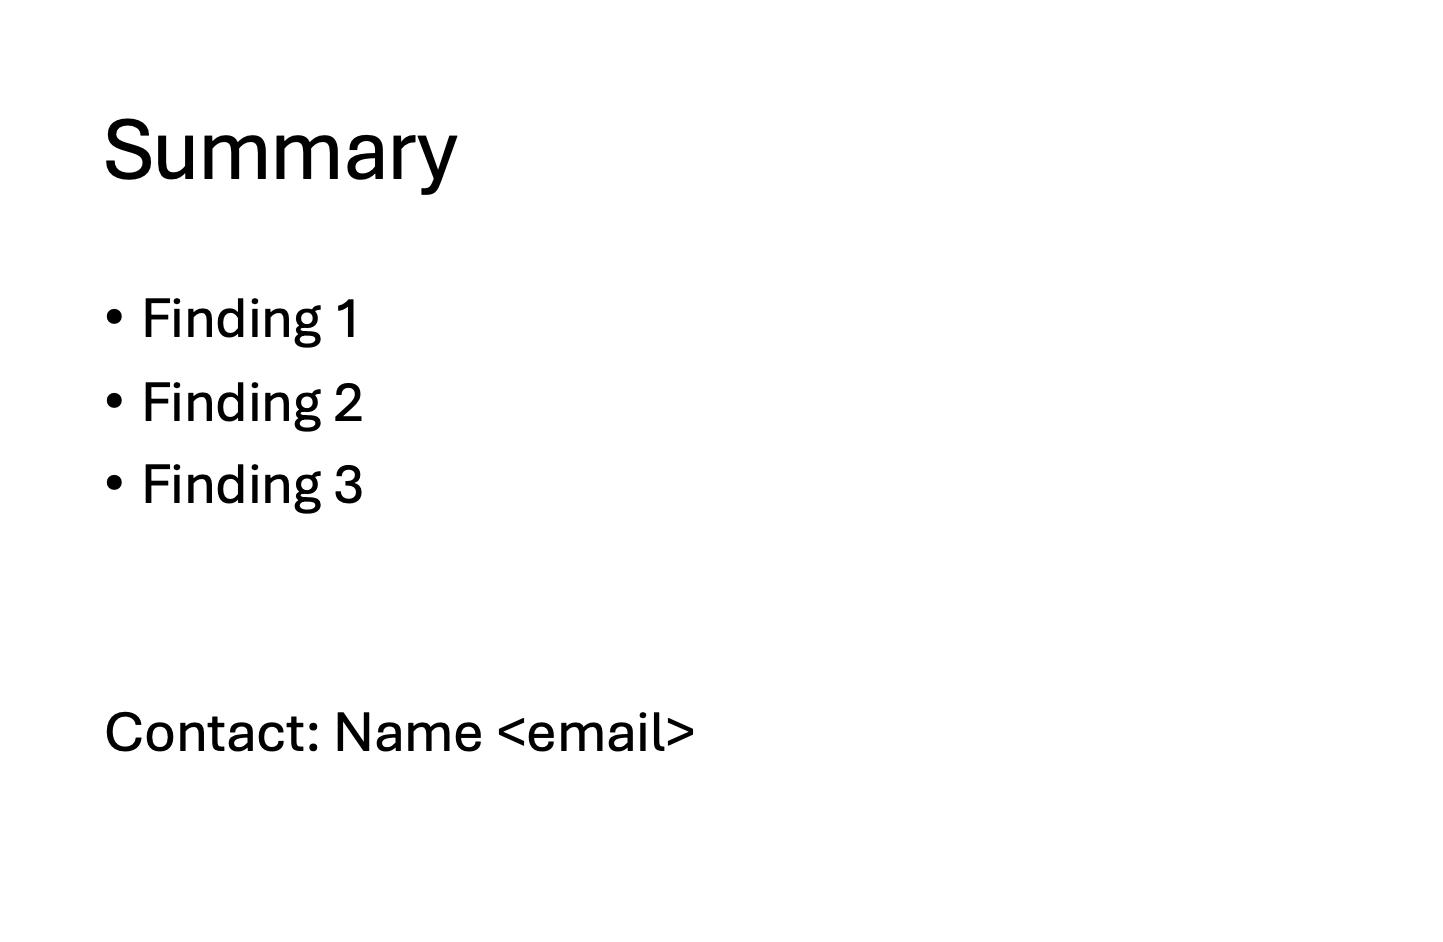 Summary
• Finding 1
• Finding 2
• Finding 3
Contact: Name <email>